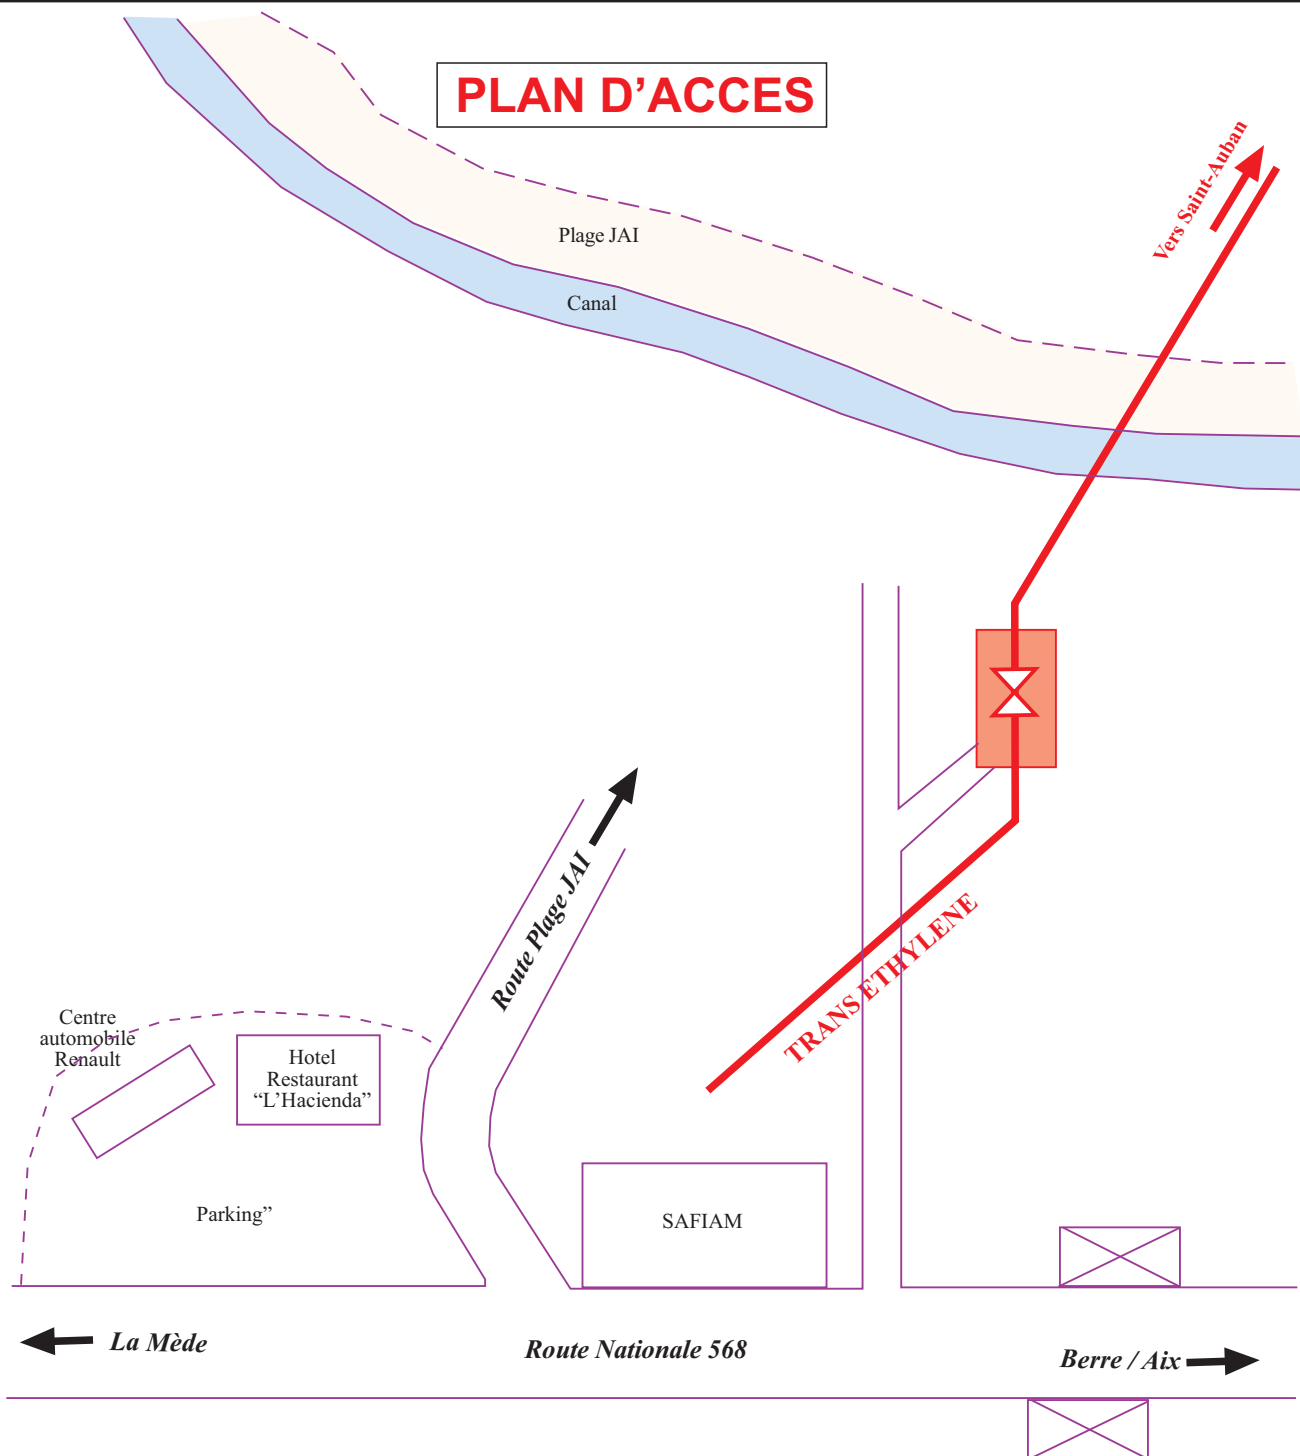 PLAN D’ACCES
Vers Saint-Auban
Plage JAI
Canal
Route Plage JAI
TRANS ETHYLENE
Centre
automobile
Renault
Hotel
Restaurant
“L’Hacienda”
Parking”
SAFIAM
La Mède
Route Nationale 568
Berre / Aix